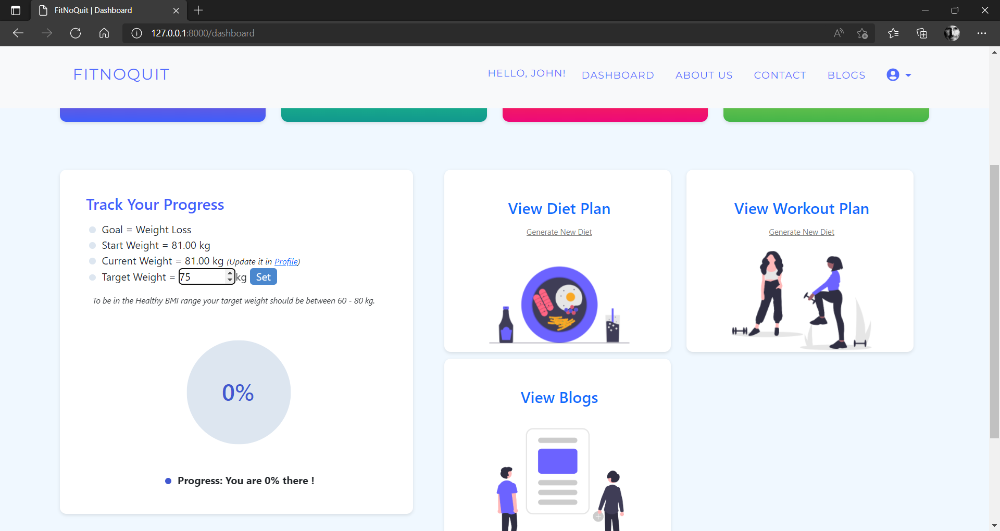 FitNoQuit | Dashboard
127.0.0.1:8000/dashboard
FITNOQUIT
HELLO, JOHN!
DASHBOARD
ABOUT US
CONTACT
BLOGS
Track Your Progress
Goal = Weight Loss
Start Weight = 81.00 kg
Current Weight = 81.00 kg (Update it in Profile)
Target Weight = 75 kg Set
To be in the Healthy BMI range your target weight should be between 60 - 80 kg.
0%
Progress: You are 0% there !
View Diet Plan
Generate New Diet
View Workout Plan
Generate New Diet
View Blogs